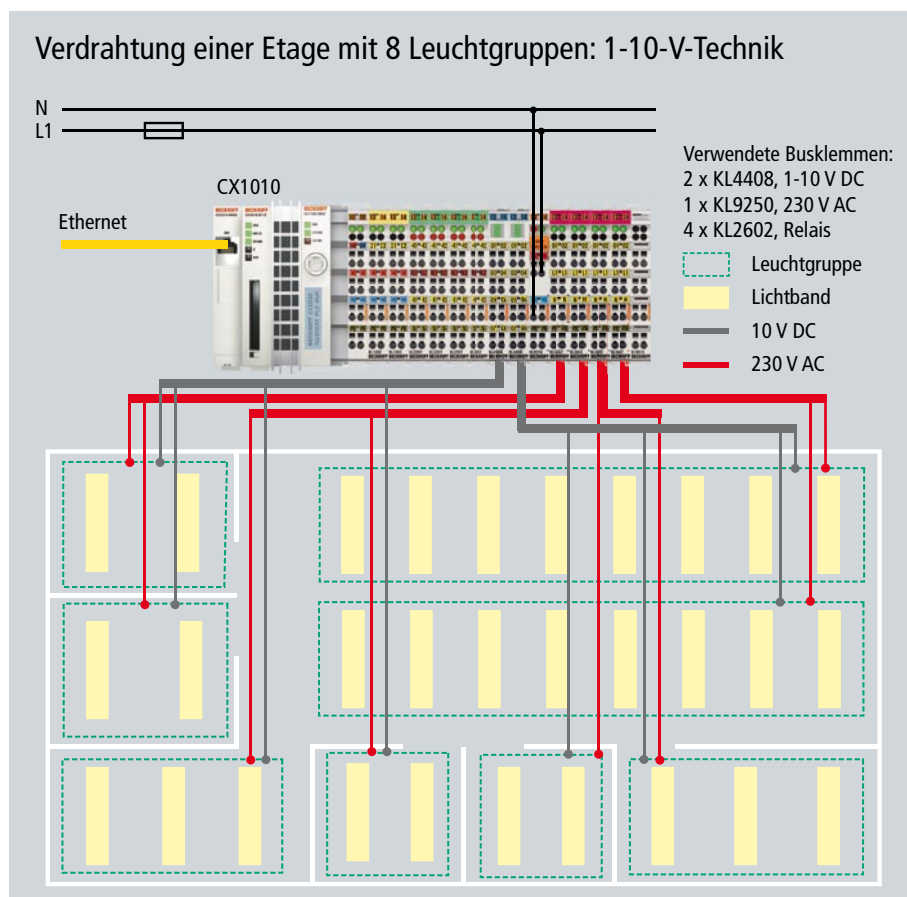 Verdrahtung einer Etage mit 8 Leuchtgruppen: 1-10-V-Technik
N
L1
Verwendete Busklemmen:
2 x KL4408, 1-10 V DC
1 x KL9250, 230 V AC
4 x KL2602, Relais
CX1010
Ethernet
Leuchtgruppe
Lichtband
10 V DC
230 V AC